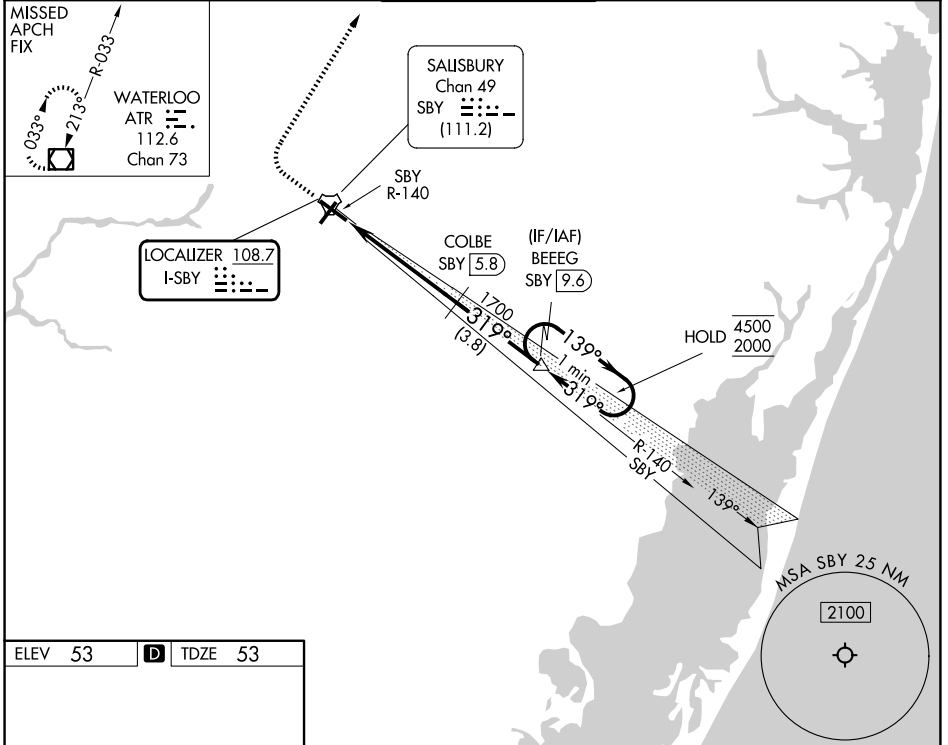 MISSED
APCH
FIX
R-033
033°
213°
WATERLOO
ATR
112.6
Chan 73
SALISBURY
Chan 49
SBY
(111.2)
SBY
R-140
LOCALIZER 108.7
I-SBY
COLBE
SBY 5.8
(IF/IAF)
BEEEG
SBY 9.6
1700
319°
(3.8)
139°
1 min
319°
HOLD 4500
2000
R-140
SBY
139°
MSA SBY 25 NM
2100
ELEV 53 D TDZE 53